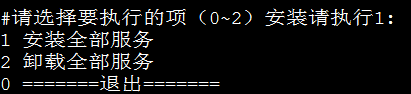 #请选择要执行的项（0~2）安装请执行1:
1 安装全部服务
2 卸载全部服务
0 =======退出=======